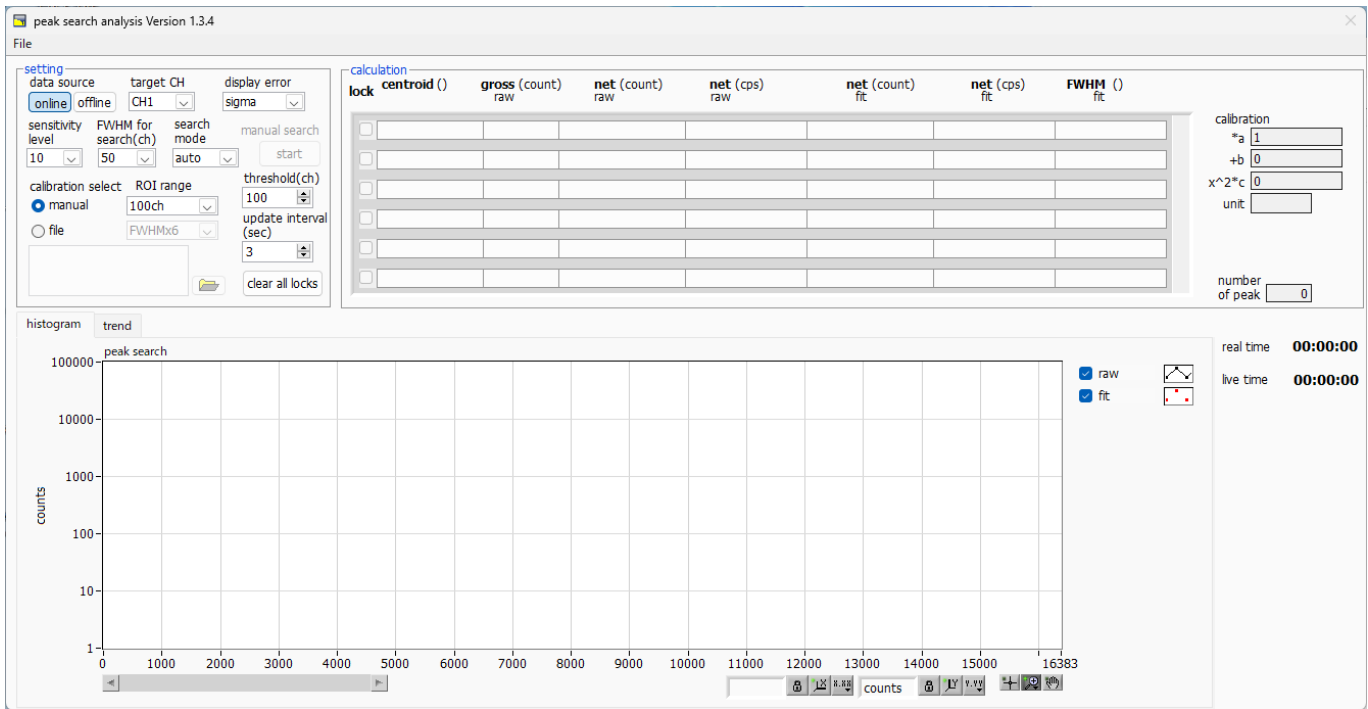 peak search analysis Version 1.3.4
File
setting
data source
target CH
display error
online
offline
CH1
sigma
sensitivity level
FWHM for search(ch)
search mode
manual search
10
50
auto
start
calibration select
ROI range
threshold(ch)
manual
100ch
100
file
FWHMx6
update interval (sec)
3
clear all locks
calculation
lock
centroid ()
gross (count)
raw
net (count)
raw
net (cps)
raw
net (count)
fit
net (cps)
fit
FWHM ()
fit
calibration
*a 1
+b 0
x^2*c 0
unit
number of peak 0
histogram
trend
peak search
real time 00:00:00
live time 00:00:00
raw
fit
counts
100000
10000
1000
100
10
1
0 1000 2000 3000 4000 5000 6000 7000 8000 9000 10000 11000 12000 13000 14000 15000 16383
counts